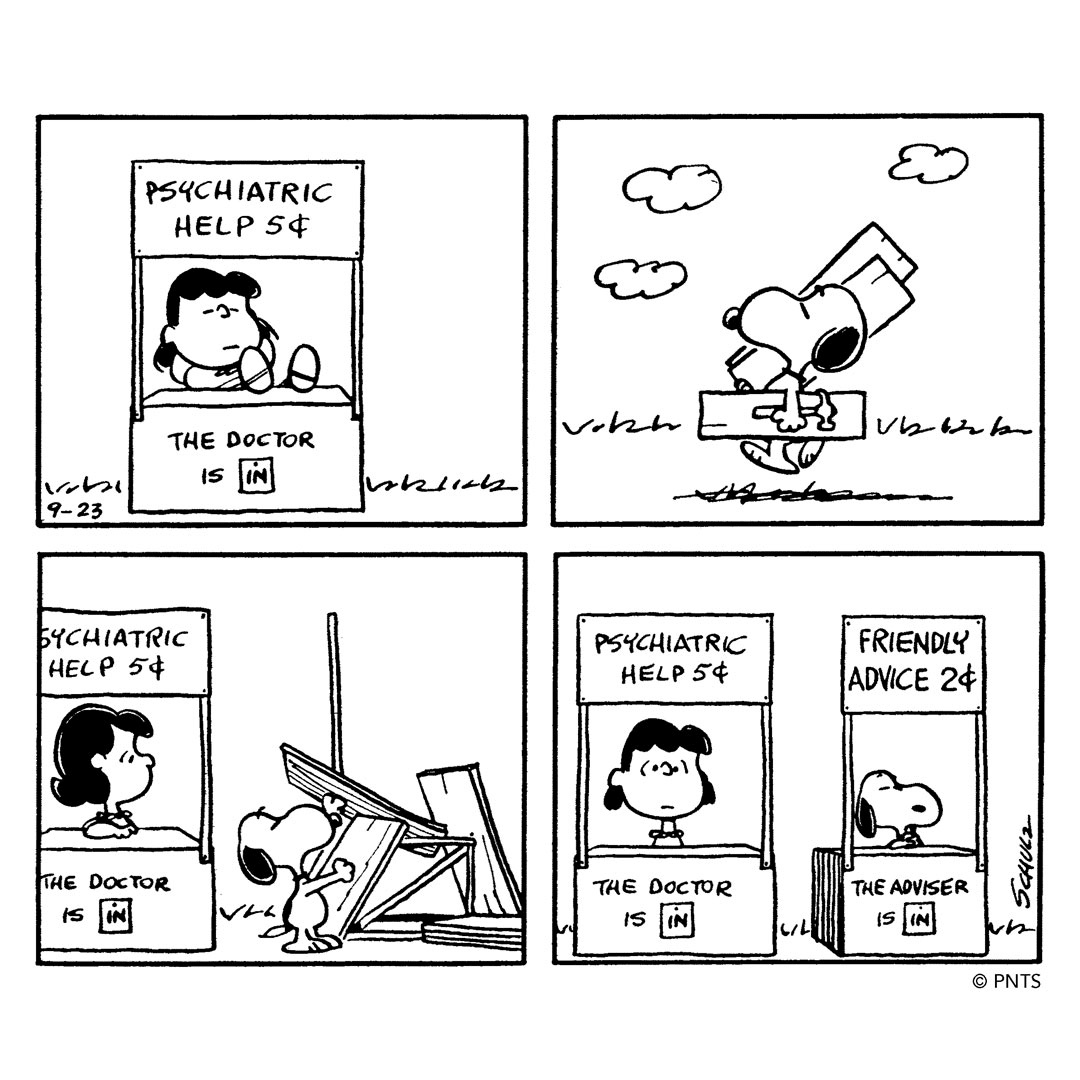 PSYCHIATRIC
HELP 5¢
THE DOCTOR
IS IN
9-23
SYCHIATRIC
HELP 5¢
THE DOCTOR
IS IN
PSYCHIATRIC
HELP 5¢
THE DOCTOR
IS IN
FRIENDLY
ADVICE 2¢
THE ADVISER
IS IN
SCHULZ
© PNTS